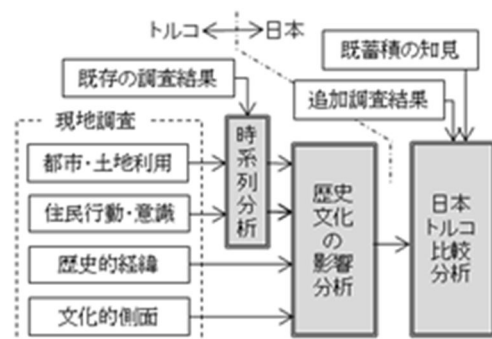 トルコ 日本
既蓄積の知見
既存の調査結果
追加調査結果
現地調査
都市・土地利用
住民行動・意識
歴史的経緯
文化的側面
時系列分析
歴史
文化
の
影響
分析
日本
トルコ
比較
分析